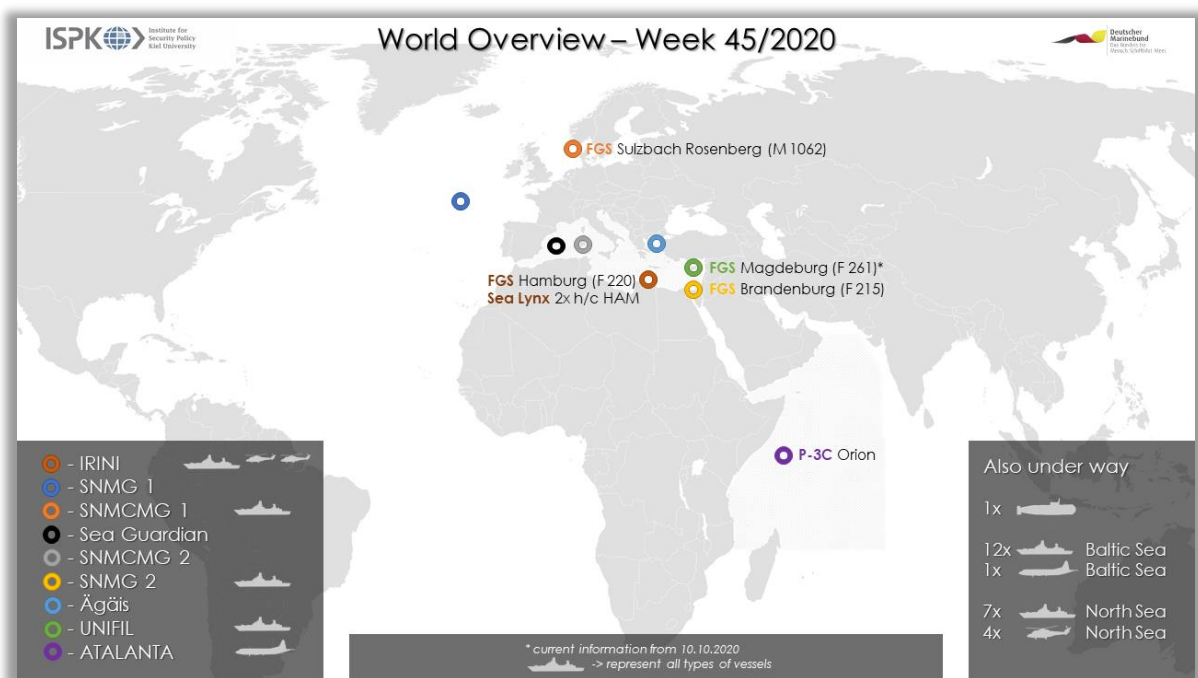 ISPK
Institute for
Security Policy
Kiel University
World Overview – Week 45/2020
Deutscher
Marinebund
FGS Sulzbach Rosenberg (M 1062)
FGS Magdeburg (F 261)*
FGS Hamburg (F 220)
Sea Lynx 2x h/c HAM
FGS Brandenburg (F 215)
P-3C Orion
- IRINI
- SNMG 1
- SNMCMG 1
- Sea Guardian
- SNMCMG 2
- SNMG 2
- Ägäis
- UNIFIL
- ATALANTA
* current information from 10.10.2020
-> represent all types of vessels
Also under way
1x
12x Baltic Sea
1x Baltic Sea
7x North Sea
4x North Sea